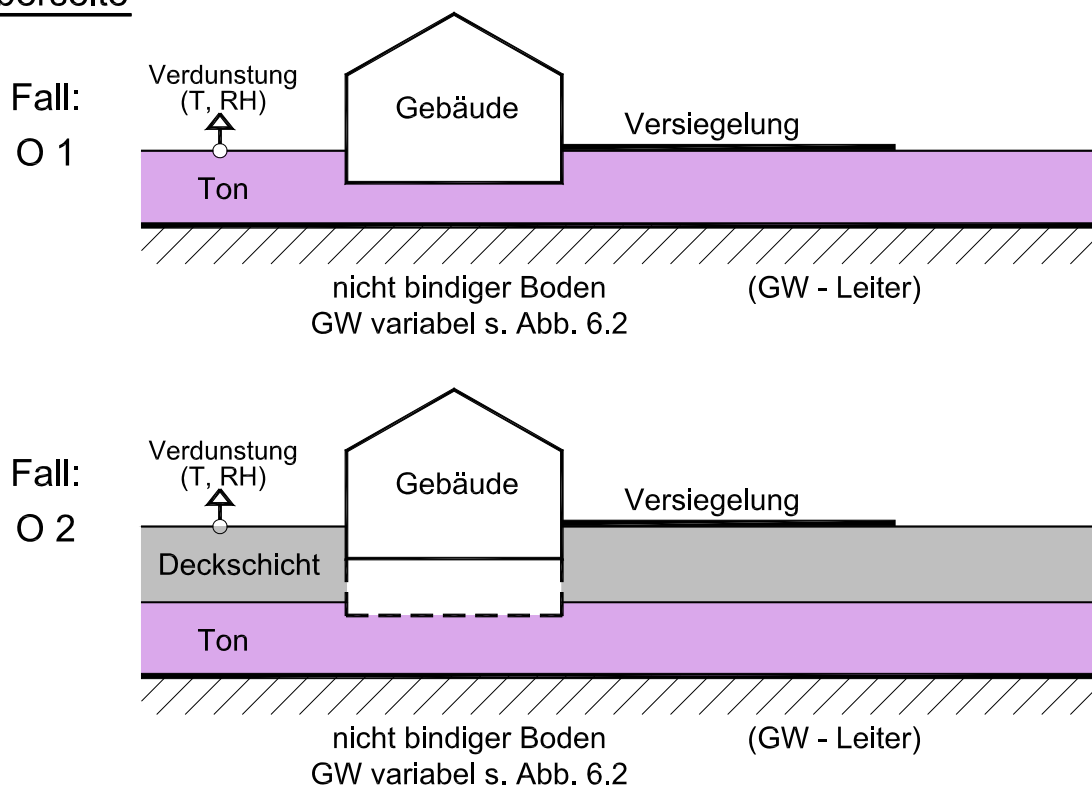 Fall:
O 1
Verdunstung
(T, RH)
Gebäude
Versiegelung
Ton
nicht bindiger Boden (GW - Leiter)
GW variabel s. Abb. 6.2
Fall:
O 2
Verdunstung
(T, RH)
Gebäude
Versiegelung
Deckschicht
Ton
nicht bindiger Boden (GW - Leiter)
GW variabel s. Abb. 6.2